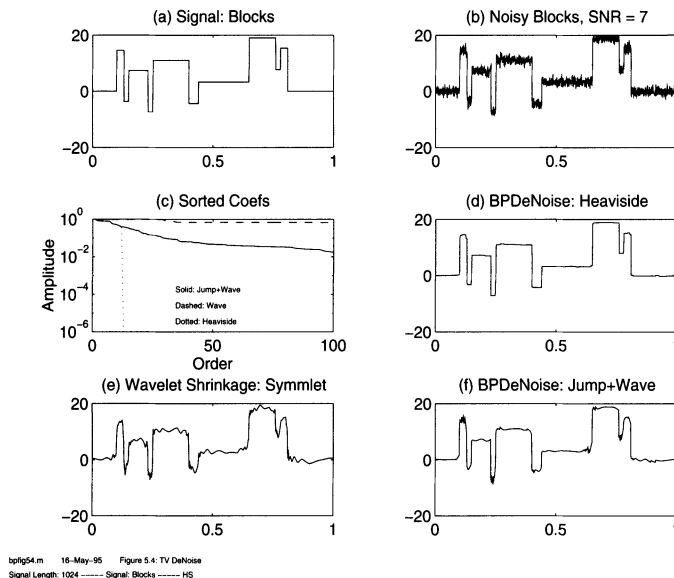 (a) Signal: Blocks
20
0
−20
0
0.5
1
(b) Noisy Blocks, SNR = 7
20
0
−20
0
0.5
1
(c) Sorted Coefs
10^0
10^-2
10^-4
10^-6
Amplitude
Solid: Jump+Wave
Dashed: Wave
Dotted: Heaviside
0
50
100
Order
(d) BPDeNoise: Heaviside
20
0
−20
0
0.5
1
(e) Wavelet Shrinkage: Symmlet
20
0
−20
0
0.5
1
(f) BPDeNoise: Jump+Wave
20
0
−20
0
0.5
1
bpfig54.m 16−May−95 Figure 5.4: TV DeNoise
Signal Length: 1024 −−−−− Signal: Blocks −−−−− HS